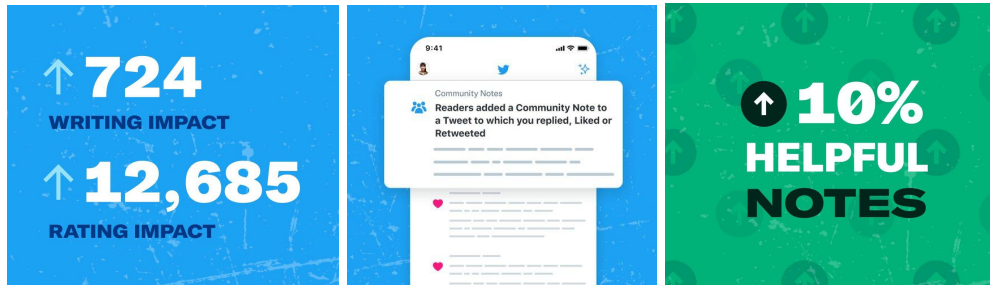 ↑ 724
WRITING IMPACT
↑ 12,685
RATING IMPACT
9:41
Community Notes
Readers added a Community Note to
a Tweet to which you replied, Liked or
Retweeted
↑ 10%
HELPFUL
NOTES